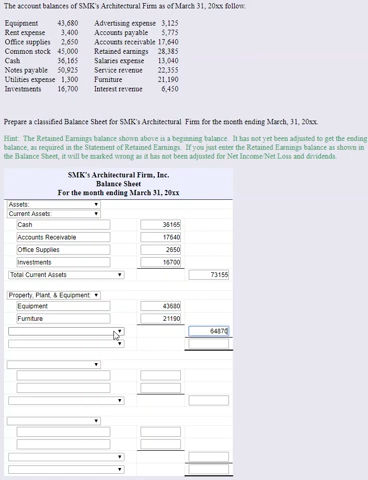 The account balances of SMK's Architectural Firm as of March 31, 20xx follow.
Equipment 43,680 Advertising expense 3,125
Rent expense 3,400 Accounts payable 5,775
Office supplies 2,650 Accounts receivable 17,640
Common stock 45,000 Retained earnings 28,385
Cash 36,165 Salaries expense 13,040
Notes payable 50,925 Service revenue 22,355
Utilities expense 1,300 Furniture 21,190
Investments 16,700 Interest revenue 6,450
Prepare a classified Balance Sheet for SMK's Architectural Firm for the month ending March, 31, 20xx.
Hint: The Retained Earnings balance shown above is a beginning balance. It has not yet been adjusted to get the ending
balance, as required in the Statement of Retained Earnings. If you just enter the Retained Earnings balance as shown in
the Balance Sheet, it will be marked wrong as it has not been adjusted for Net Income/Net Loss and dividends.
SMK's Architectural Firm, Inc.
Balance Sheet
For the month ending March 31, 20xx
Assets:
Current Assets:
Cash 36165
Accounts Receivable 17640
Office Supplies 2650
Investments 16700
Total Current Assets 73155
Property, Plant, & Equipment:
Equipment 43680
Furniture 21190
64870